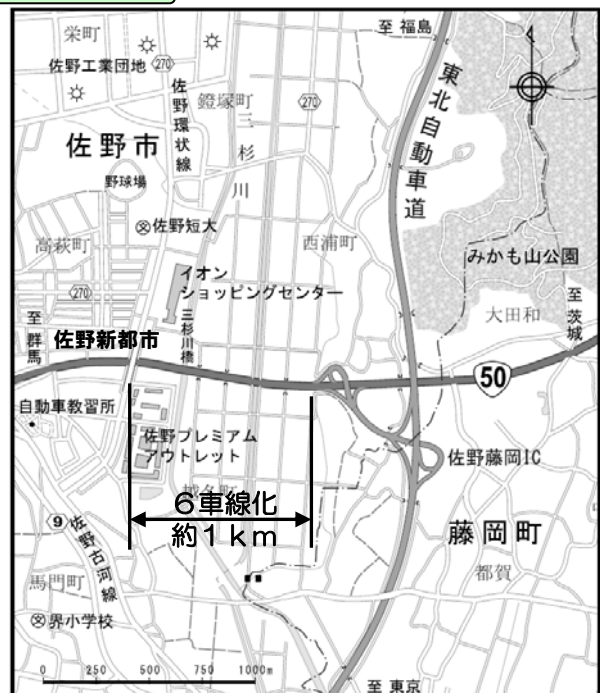 栄町
至 福島
佐野工業団地
270
佐野環状線
鐙塚町
270
東北自動車道
三杉川
佐野市
野球場
佐野短大
西浦町
高萩町
みかも山公園
イオン
ショッピングセンター
270
大田和
至 茨城
至 群馬
佐野新都市
三杉川橋
50
自動車教習所
佐野プレミアム
アウトレット
佐野藤岡IC
越名町
6車線化
約1km
藤岡町
9
佐野古河線
都賀
馬門町
界小学校
0 250 500 750 1000m
至 東京